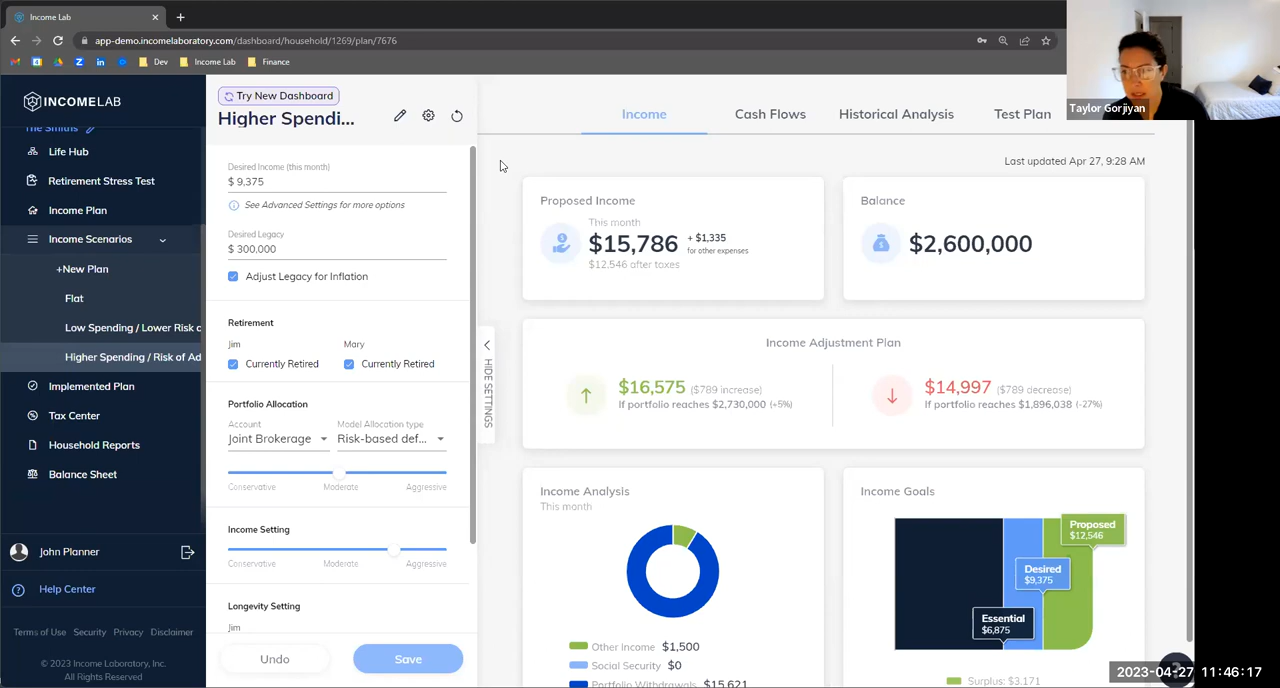 Income Lab
app-demo.incomelaboratory.com/dashboard/household/1269/plan/7676
Dev
Income Lab
Finance
Taylor Gorjiyan
INCOMELAB
The Smiths
Life Hub
Retirement Stress Test
Income Plan
Income Scenarios
+New Plan
Flat
Low Spending / Lower Risk o
Higher Spending / Risk of Ad
Implemented Plan
Tax Center
Household Reports
Balance Sheet
John Planner
Help Center
Terms of Use Security Privacy Disclaimer
© 2023 Income Laboratory, Inc.
All Rights Reserved
Try New Dashboard
Higher Spendi...
Desired Income (this month)
$ 9,375
See Advanced Settings for more options
Desired Legacy
$ 300,000
Adjust Legacy for Inflation
Retirement
Jim Mary
Currently Retired Currently Retired
Portfolio Allocation
Account Model Allocation type
Joint Brokerage Risk-based def...
Conservative Moderate Aggressive
Income Setting
Conservative Moderate Aggressive
Longevity Setting
Jim
Undo Save
HIDE SETTINGS
Income Cash Flows Historical Analysis Test Plan
Last updated Apr 27, 9:28 AM
Proposed Income
This month
$15,786 + $1,335
for other expenses
$12,546 after taxes
Balance
$2,600,000
Income Adjustment Plan
$16,575 ($789 increase)
If portfolio reaches $2,730,000 (+5%)
$14,997 ($789 decrease)
If portfolio reaches $1,896,038 (-27%)
Income Analysis
This month
Other Income $1,500
Social Security $0
Portfolio Withdrawals $15,621
Income Goals
Proposed
$12,546
Desired
$9,375
Essential
$6,875
Surplus: $3,171
2023-04-27 11:46:17